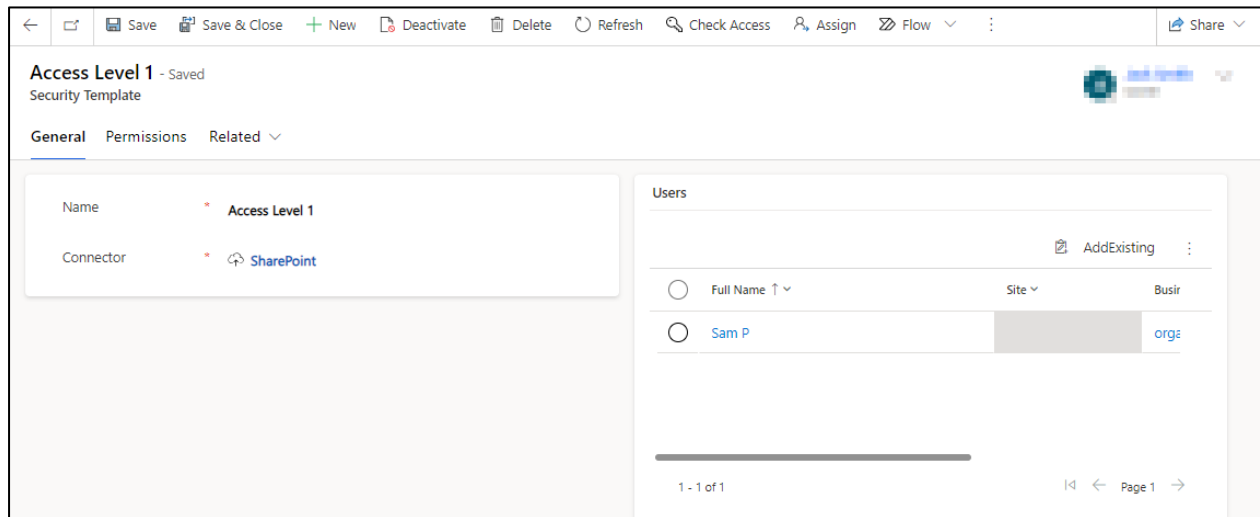 Save Save & Close New Deactivate Delete Refresh Check Access Assign Flow Share
Access Level 1 - Saved
Security Template
General Permissions Related
Name * Access Level 1
Connector * SharePoint
Users
AddExisting
Full Name Site Busir
Sam P orga
1 - 1 of 1 Page 1